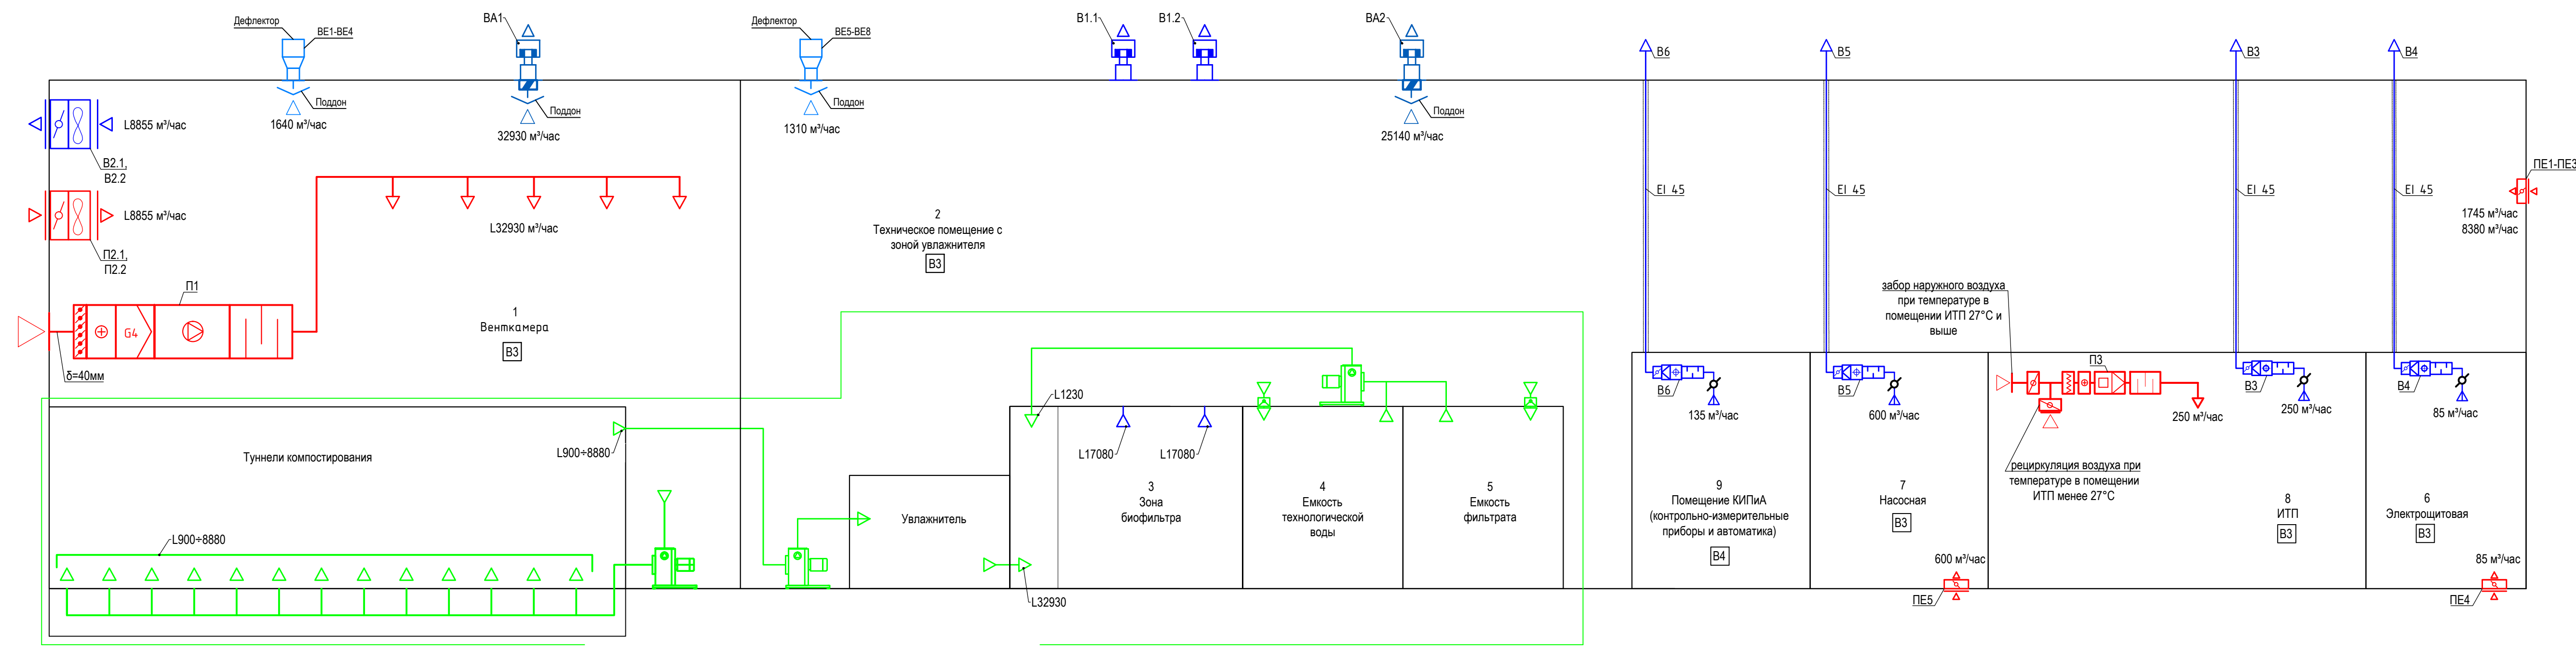 Дефлектор
ВЕ1-ВЕ4
ВА1
Дефлектор
ВЕ5-ВЕ8
В1.1
В1.2
ВА2
В6
В5
В3
В4
Поддон
1640 м³/час
Поддон
32930 м³/час
Поддон
1310 м³/час
Поддон
25140 м³/час
L8855 м³/час
В2.1,
В2.2
L8855 м³/час
П2.1,
П2.2
L32930 м³/час
2
Техническое помещение с
зоной увлажнителя
В3
EI 45
EI 45
EI 45
EI 45
ПЕ1-ПЕ3
1745 м³/час
8380 м³/час
П1
G4
δ=40мм
1
Венткамера
В3
забор наружного воздуха
при температуре в
помещении ИТП 27°С и
выше
П3
В6
135 м³/час
В5
600 м³/час
250 м³/час
В3
250 м³/час
В4
85 м³/час
рециркуляция воздуха при
температуре в помещении
ИТП менее 27°С
L1230
L17080
L17080
L900÷8880
Туннели компостирования
L900÷8880
Увлажнитель
3
Зона
биофильтра
4
Емкость
технологической
воды
5
Емкость
фильтрата
9
Помещение КИПиА
(контрольно-измерительные
приборы и автоматика)
В4
7
Насосная
В3
8
ИТП
В3
6
Электрощитовая
В3
600 м³/час
ПЕ5
85 м³/час
ПЕ4
L32930